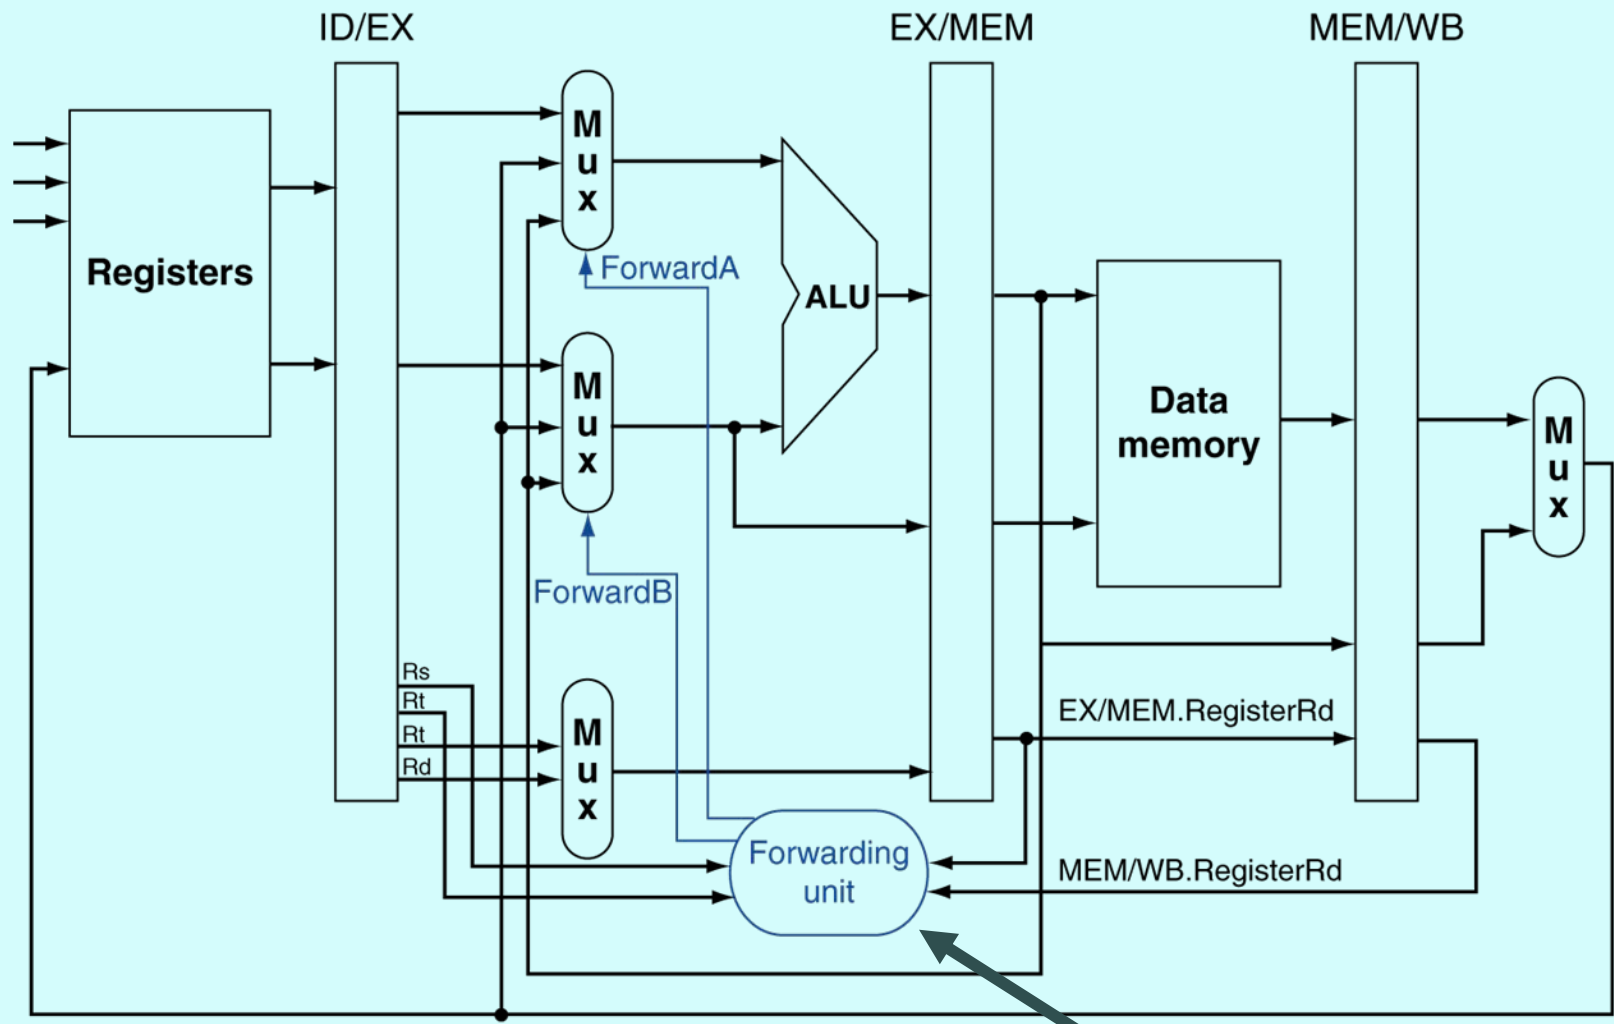 ID/EX
EX/MEM
MEM/WB
M
u
x
Registers
ForwardA
ALU
M
u
x
Data
memory
M
u
x
ForwardB
Rs
Rt
Rt
Rd
M
u
x
EX/MEM.RegisterRd
Forwarding
unit
MEM/WB.RegisterRd